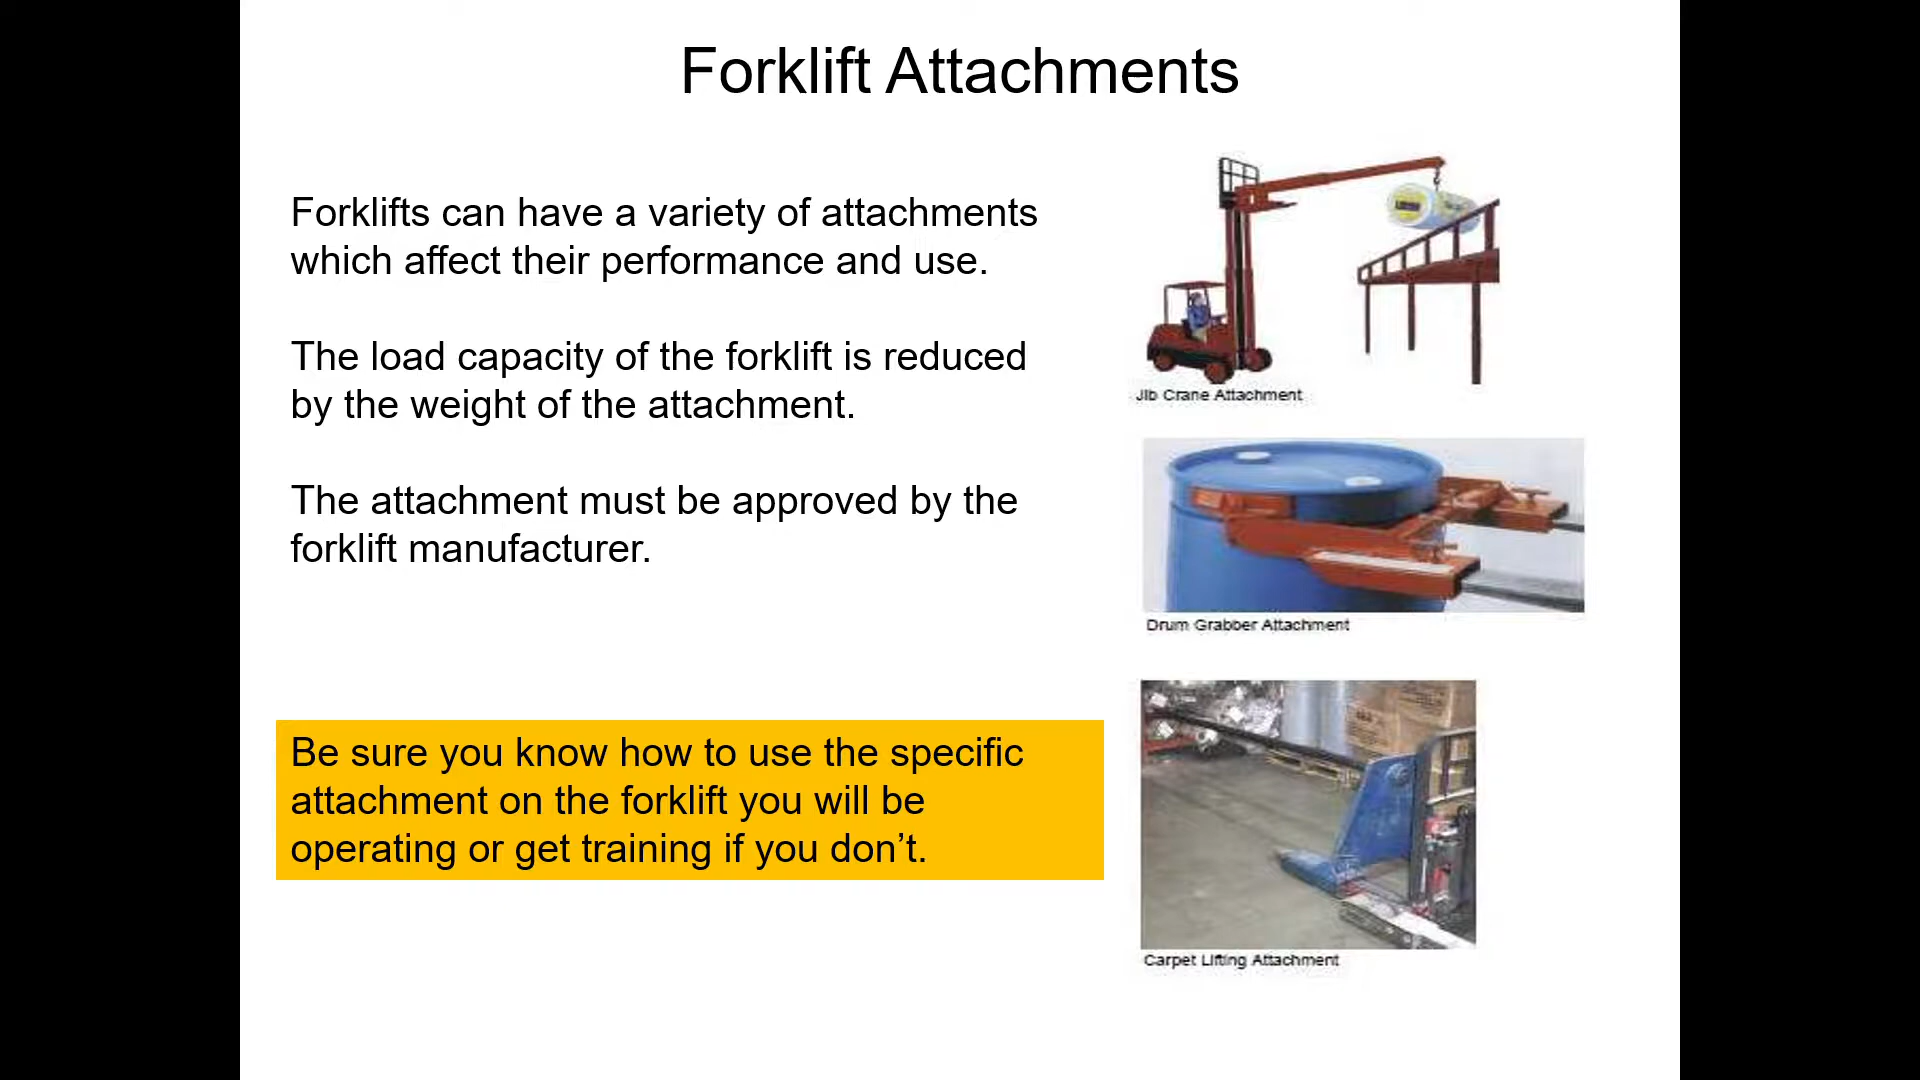 Forklift Attachments
Forklifts can have a variety of attachments
which affect their performance and use.
The load capacity of the forklift is reduced
by the weight of the attachment.
The attachment must be approved by the
forklift manufacturer.
Be sure you know how to use the specific
attachment on the forklift you will be
operating or get training if you don’t.
Jib Crane Attachment
Drum Grabber Attachment
Carpet Lifting Attachment